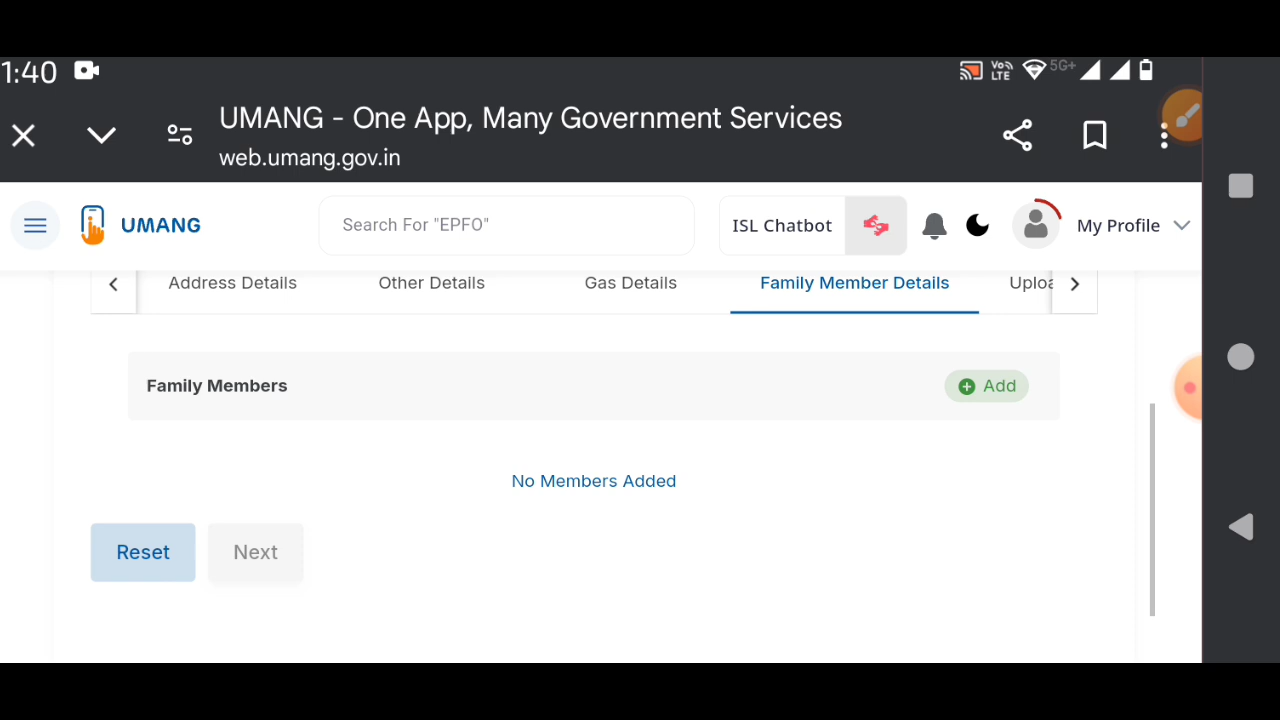 1:40
Vo LTE 5G+
UMANG - One App, Many Government Services
web.umang.gov.in
UMANG Search For "EPFO" ISL Chatbot My Profile
Address Details Other Details Gas Details Family Member Details Uploa
Family Members Add
No Members Added
Reset Next